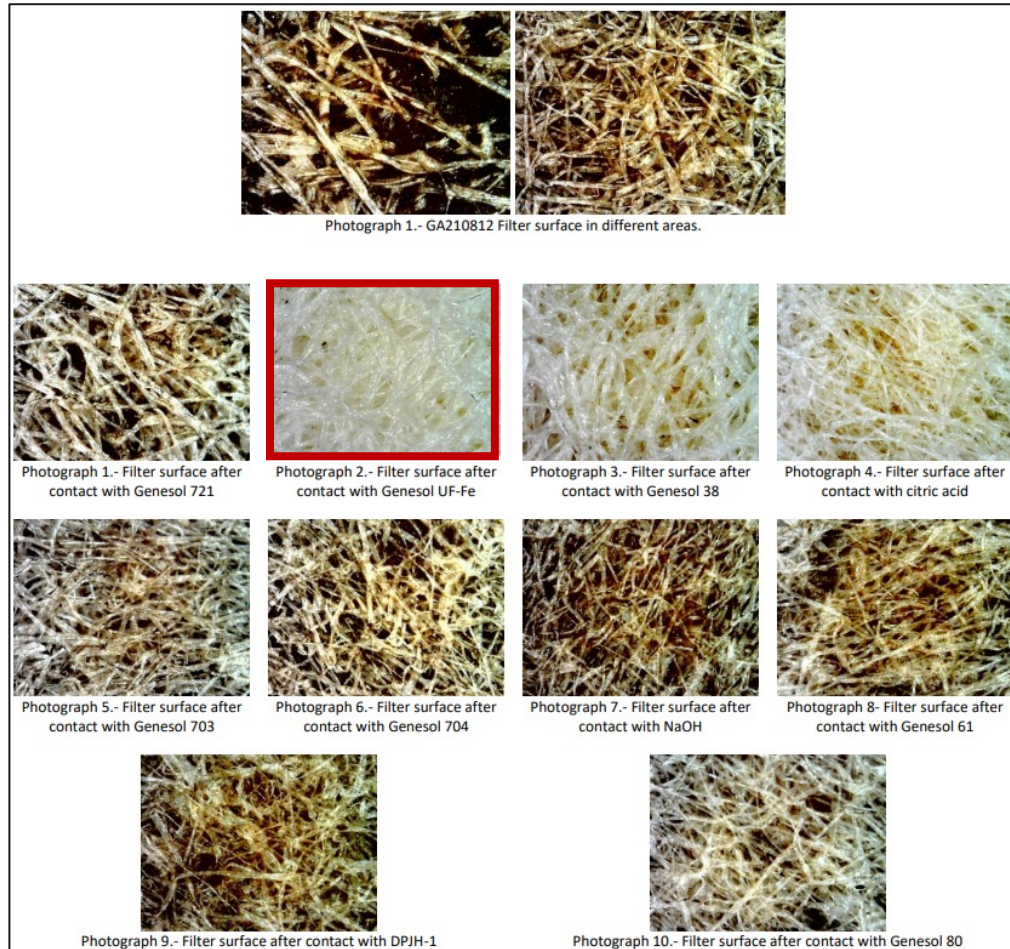 Photograph 1.- GA210812 Filter surface in different areas.
Photograph 1.- Filter surface after
contact with Genesol 721
Photograph 2.- Filter surface after
contact with Genesol UF-Fe
Photograph 3.- Filter surface after
contact with Genesol 38
Photograph 4.- Filter surface after
contact with citric acid
Photograph 5.- Filter surface after
contact with Genesol 703
Photograph 6.- Filter surface after
contact with Genesol 704
Photograph 7.- Filter surface after
contact with NaOH
Photograph 8- Filter surface after
contact with Genesol 61
Photograph 9.- Filter surface after contact with DPJH-1
Photograph 10.- Filter surface after contact with Genesol 80